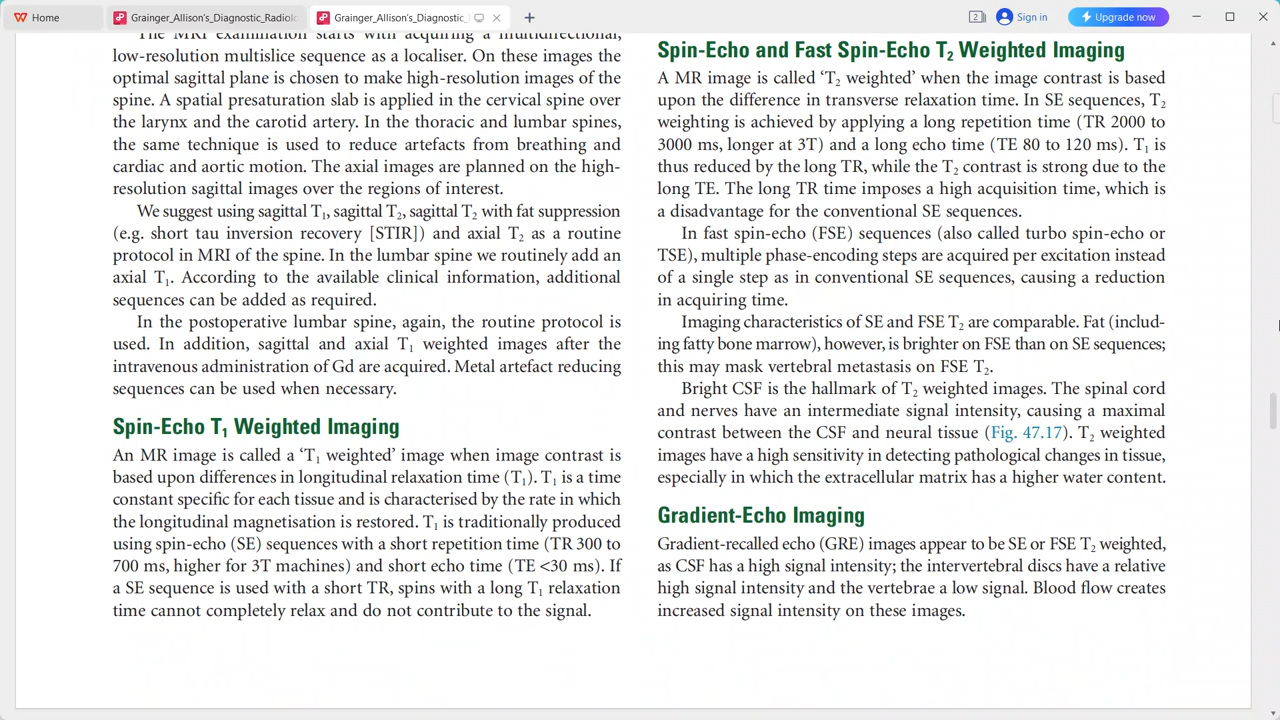 Home
Grainger_Allison's_Diagnostic_Radiolo
Grainger_Allison's_Diagnostic_
2
Sign in
Upgrade now
The MRI examination starts with acquiring a multidirectional,
low-resolution multislice sequence as a localiser. On these images the
optimal sagittal plane is chosen to make high-resolution images of the
spine. A spatial presaturation slab is applied in the cervical spine over
the larynx and the carotid artery. In the thoracic and lumbar spines,
the same technique is used to reduce artefacts from breathing and
cardiac and aortic motion. The axial images are planned on the high-
resolution sagittal images over the regions of interest.
We suggest using sagittal T₁, sagittal T₂, sagittal T₂ with fat suppression
(e.g. short tau inversion recovery [STIR]) and axial T₂ as a routine
protocol in MRI of the spine. In the lumbar spine we routinely add an
axial T₁. According to the available clinical information, additional
sequences can be added as required.
In the postoperative lumbar spine, again, the routine protocol is
used. In addition, sagittal and axial T₁ weighted images after the
intravenous administration of Gd are acquired. Metal artefact reducing
sequences can be used when necessary.
Spin-Echo T₁ Weighted Imaging
An MR image is called a ‘T₁ weighted’ image when image contrast is
based upon differences in longitudinal relaxation time (T₁). T₁ is a time
constant specific for each tissue and is characterised by the rate in which
the longitudinal magnetisation is restored. T₁ is traditionally produced
using spin-echo (SE) sequences with a short repetition time (TR 300 to
700 ms, higher for 3T machines) and short echo time (TE <30 ms). If
a SE sequence is used with a short TR, spins with a long T₁ relaxation
time cannot completely relax and do not contribute to the signal.
Spin-Echo and Fast Spin-Echo T₂ Weighted Imaging
A MR image is called ‘T₂ weighted’ when the image contrast is based
upon the difference in transverse relaxation time. In SE sequences, T₂
weighting is achieved by applying a long repetition time (TR 2000 to
3000 ms, longer at 3T) and a long echo time (TE 80 to 120 ms). T₁ is
thus reduced by the long TR, while the T₂ contrast is strong due to the
long TE. The long TR time imposes a high acquisition time, which is
a disadvantage for the conventional SE sequences.
In fast spin-echo (FSE) sequences (also called turbo spin-echo or
TSE), multiple phase-encoding steps are acquired per excitation instead
of a single step as in conventional SE sequences, causing a reduction
in acquiring time.
Imaging characteristics of SE and FSE T₂ are comparable. Fat (includ-
ing fatty bone marrow), however, is brighter on FSE than on SE sequences;
this may mask vertebral metastasis on FSE T₂.
Bright CSF is the hallmark of T₂ weighted images. The spinal cord
and nerves have an intermediate signal intensity, causing a maximal
contrast between the CSF and neural tissue (Fig. 47.17). T₂ weighted
images have a high sensitivity in detecting pathological changes in tissue,
especially in which the extracellular matrix has a higher water content.
Gradient-Echo Imaging
Gradient-recalled echo (GRE) images appear to be SE or FSE T₂ weighted,
as CSF has a high signal intensity; the intervertebral discs have a relative
high signal intensity and the vertebrae a low signal. Blood flow creates
increased signal intensity on these images.